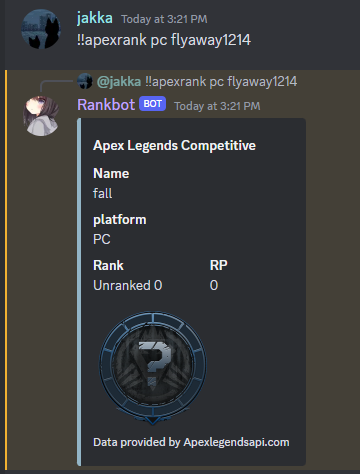 jakka Today at 3:21 PM
!!apexrank pc flyaway1214
@jakka !!apexrank pc flyaway1214
Rankbot BOT Today at 3:21 PM
Apex Legends Competitive
Name
fall
platform
PC
Rank RP
Unranked 0 0
?
Data provided by Apexlegendsapi.com